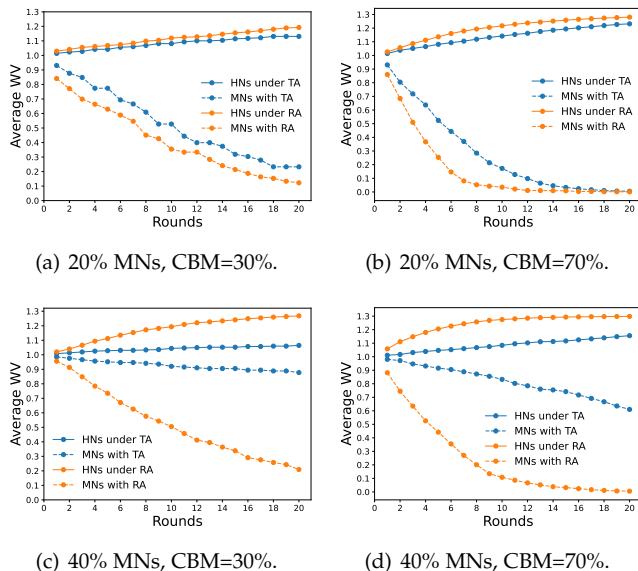 1.3
1.2
1.1
1.0
0.9
0.8
0.7
0.6
0.5
0.4
0.3
0.2
0.1
0.0
Average WV
HNs under TA
MNs with TA
HNs under RA
MNs with RA
0 2 4 6 8 10 12 14 16 18 20
Rounds
(a) 20% MNs, CBM=30%.
1.3
1.2
1.1
1.0
0.9
0.8
0.7
0.6
0.5
0.4
0.3
0.2
0.1
0.0
Average WV
HNs under TA
MNs with TA
HNs under RA
MNs with RA
0 2 4 6 8 10 12 14 16 18 20
Rounds
(b) 20% MNs, CBM=70%.
1.3
1.2
1.1
1.0
0.9
0.8
0.7
0.6
0.5
0.4
0.3
0.2
0.1
0.0
Average WV
HNs under TA
MNs with TA
HNs under RA
MNs with RA
0 2 4 6 8 10 12 14 16 18 20
Rounds
(c) 40% MNs, CBM=30%.
1.3
1.2
1.1
1.0
0.9
0.8
0.7
0.6
0.5
0.4
0.3
0.2
0.1
0.0
Average WV
HNs under TA
MNs with TA
HNs under RA
MNs with RA
0 2 4 6 8 10 12 14 16 18 20
Rounds
(d) 40% MNs, CBM=70%.